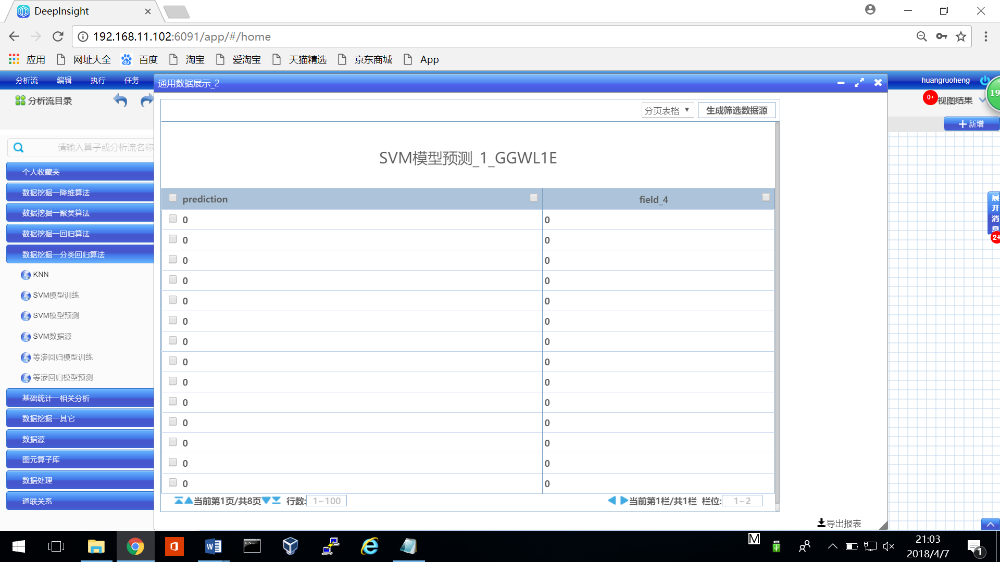 DeepInsight
192.168.11.102:6091/app/#/home
应用 网址大全 百度 淘宝 爱淘宝 天猫精选 京东商城 App
分析流 编辑 执行 任务
通用数据展示_2
huangruoheng
分析流目录
0+
视图结果
19
分页表格
生成筛选数据源
新增
请输入算子或分析流名称
SVM模型预测_1_GGWL1E
个人收藏夹
数据挖掘—降维算法
数据挖掘—聚类算法
数据挖掘—回归算法
数据挖掘—分类回归算法
KNN
SVM模型训练
SVM模型预测
SVM数据源
等渗回归模型训练
等渗回归模型预测
基础统计—相关分析
数据挖掘—其它
数据源
图元算子库
数据处理
通联关系
prediction field_4
0 0
0 0
0 0
0 0
0 0
0 0
0 0
0 0
0 0
0 0
0 0
0 0
0 0
0 0
当前第1页/共8页 行数: 1~100
当前第1栏/共1栏 栏位: 1~2
展开消息
2+
导出报表
M
21:03
2018/4/7
1